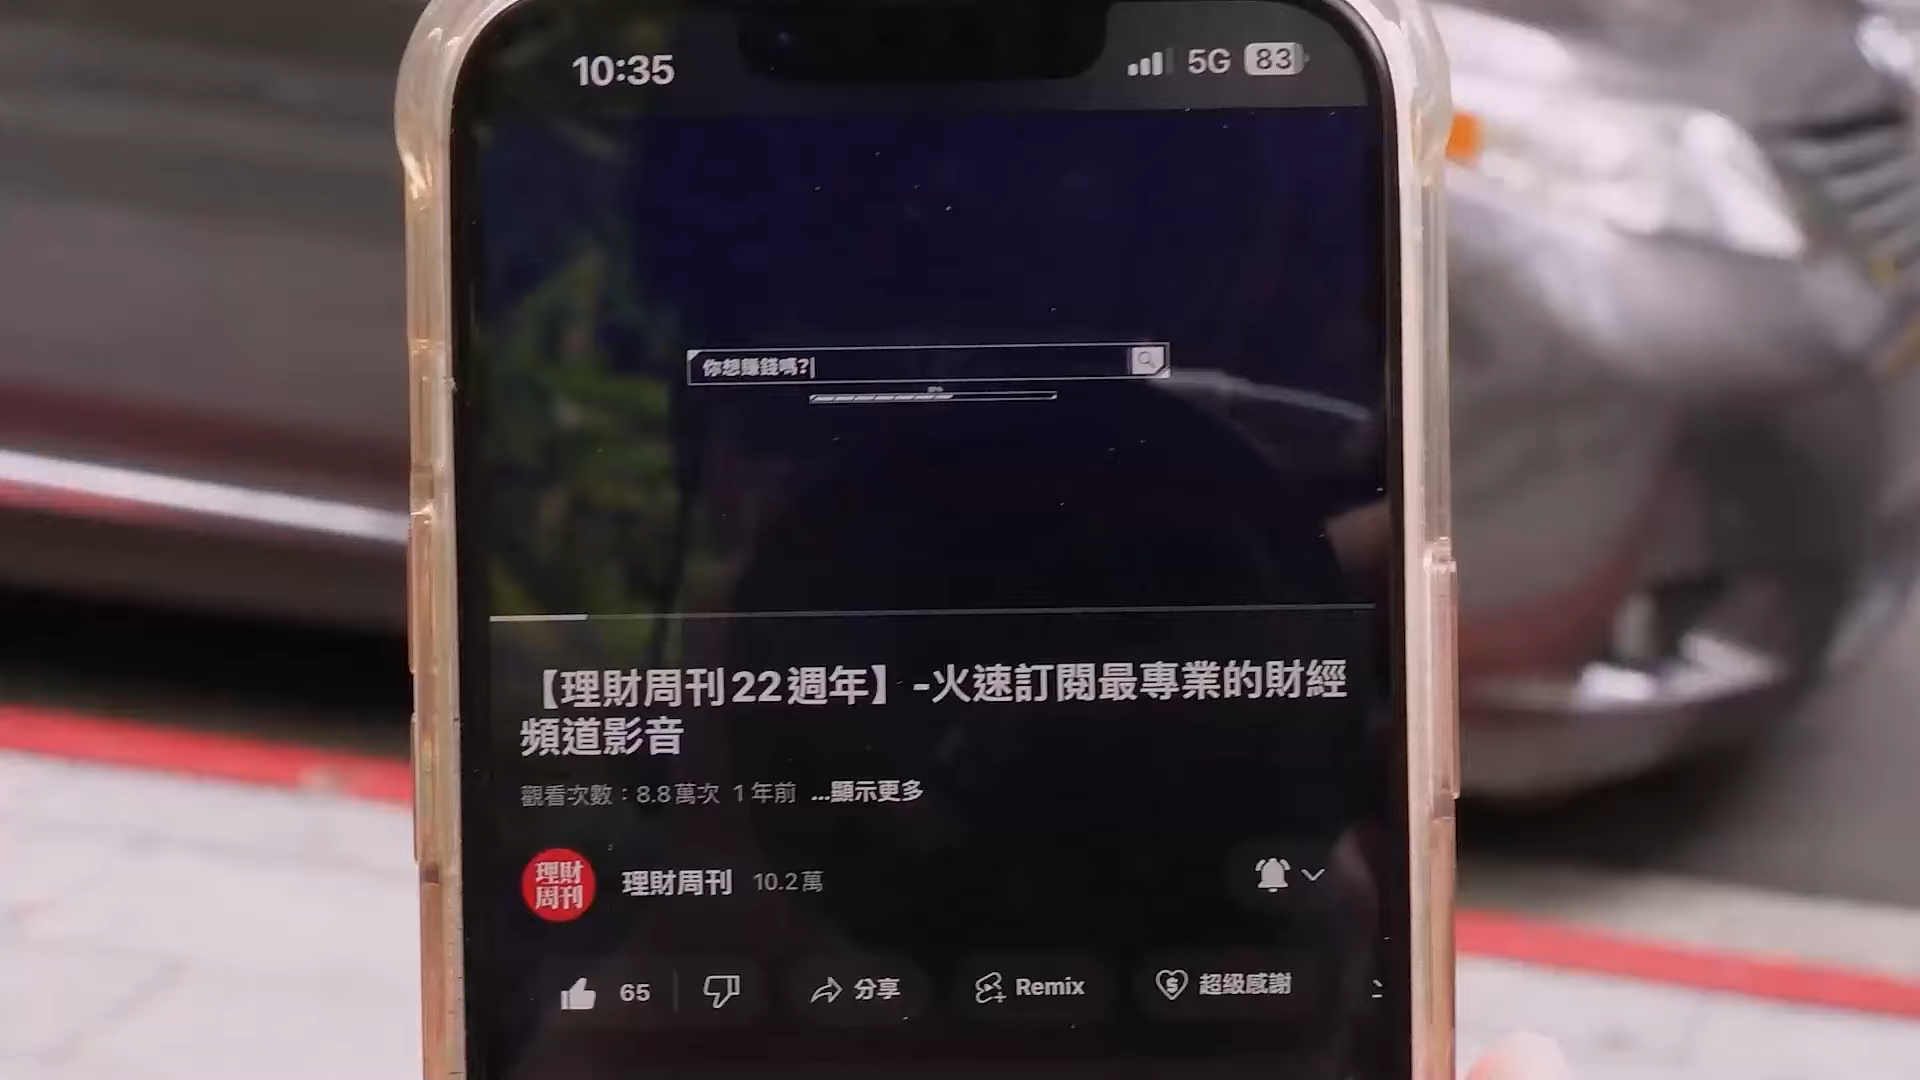 10:35
5G 83
你想賺錢嗎?
【理財周刊22週年】-火速訂閱最專業的財經
頻道影音
觀看次數：8.8萬次 1年前 ...顯示更多
理財
周刊
理財周刊 10.2萬
65 分享 Remix 超級感謝